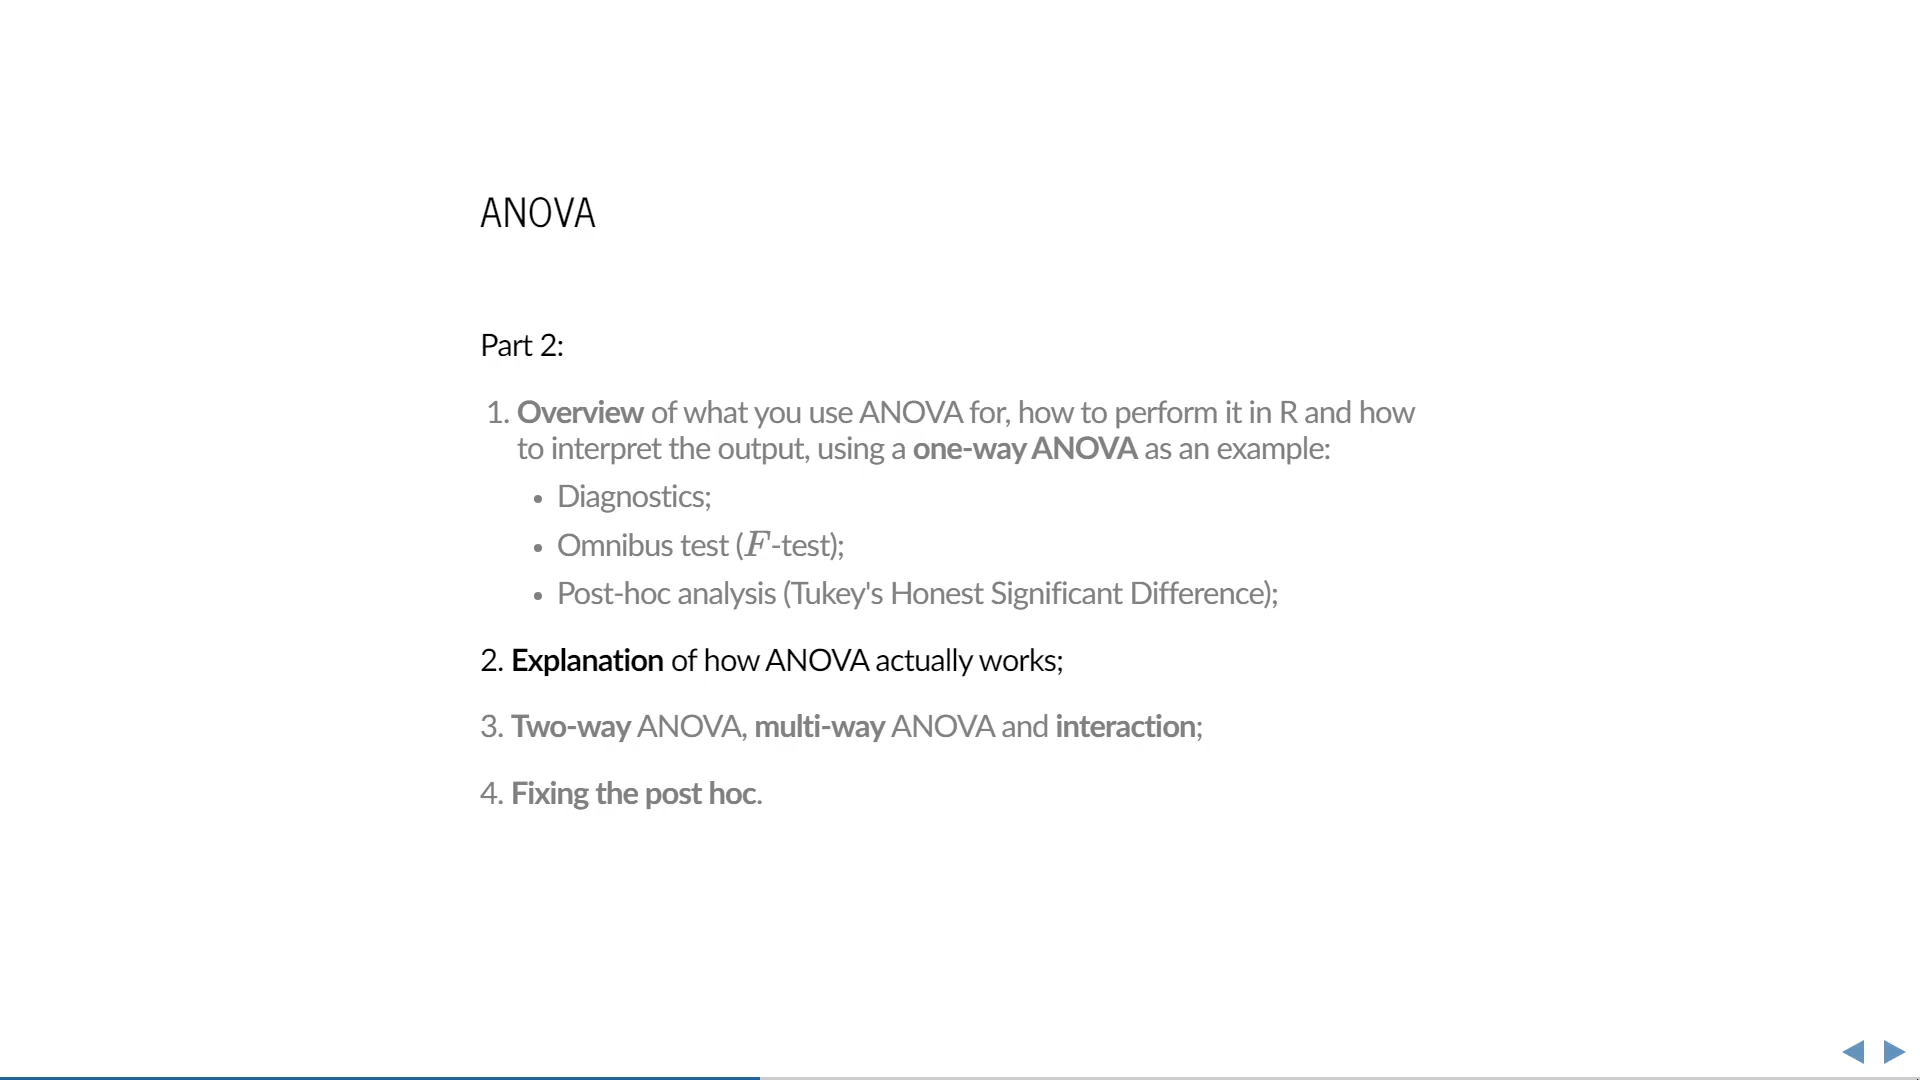 ANOVA
Part 2:
1. Overview of what you use ANOVA for, how to perform it in R and how
to interpret the output, using a one-way ANOVA as an example:
• Diagnostics;
• Omnibus test (F-test);
• Post-hoc analysis (Tukey's Honest Significant Difference);
2. Explanation of how ANOVA actually works;
3. Two-way ANOVA, multi-way ANOVA and interaction;
4. Fixing the post hoc.